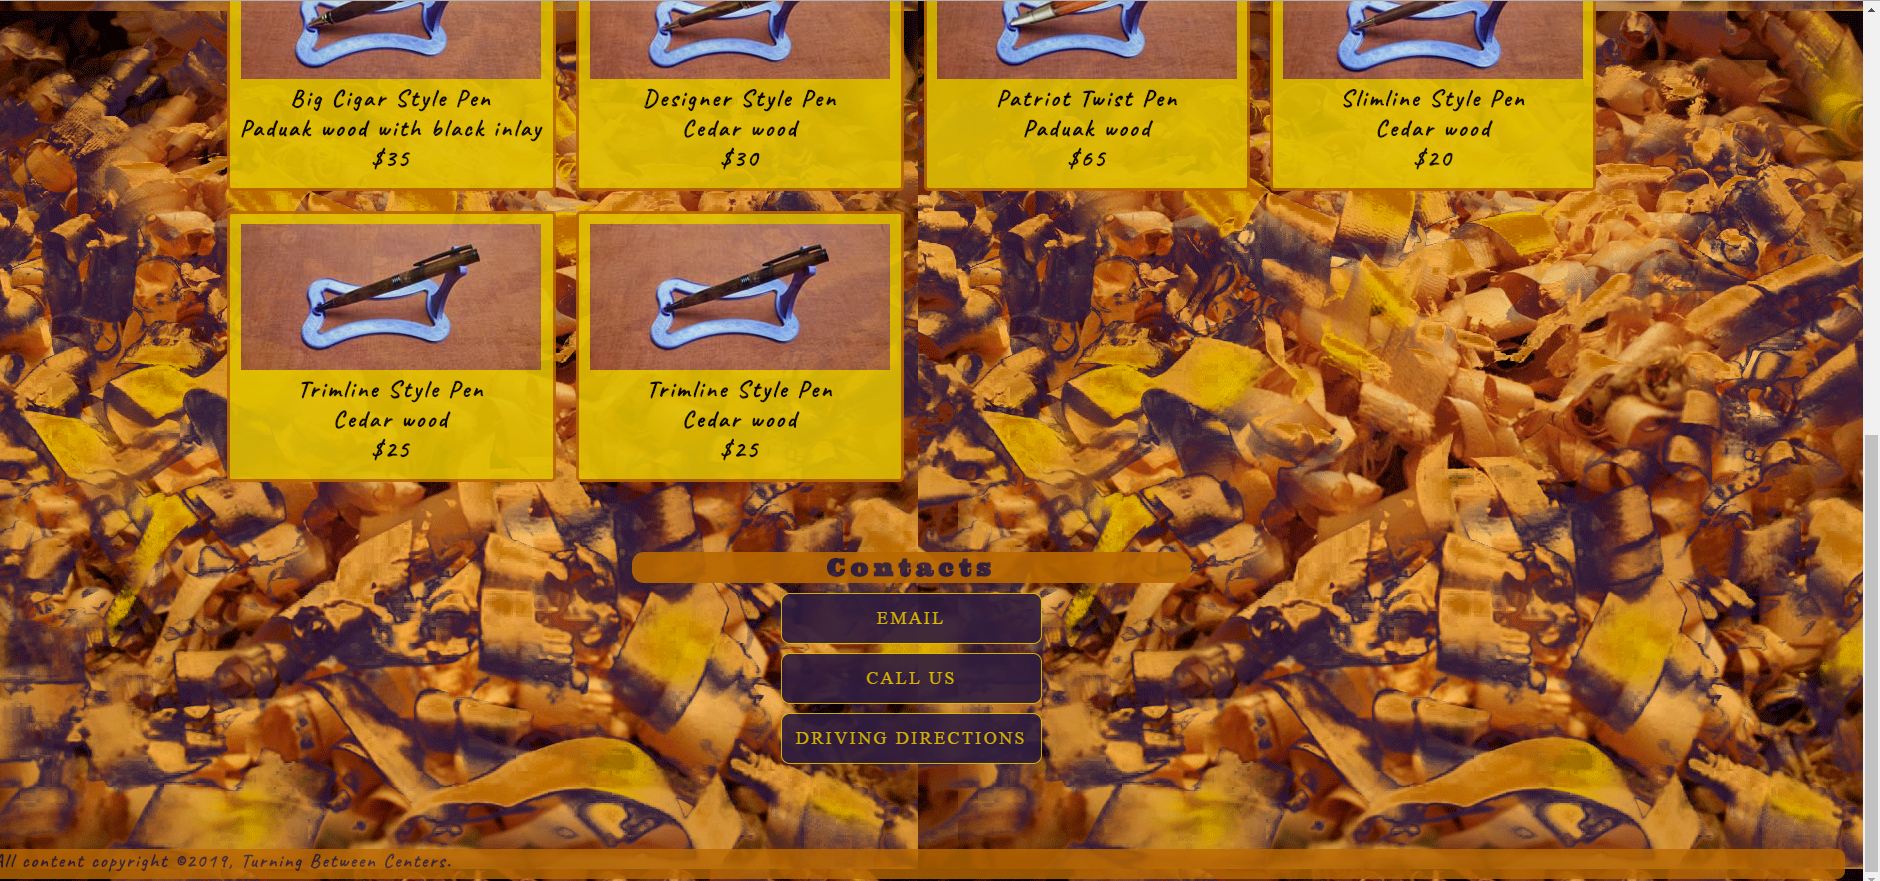 Big Cigar Style Pen
Paduak wood with black inlay
$35
Designer Style Pen
Cedar wood
$30
Patriot Twist Pen
Paduak wood
$65
Slimline Style Pen
Cedar wood
$20
Trimline Style Pen
Cedar wood
$25
Trimline Style Pen
Cedar wood
$25
Contacts
EMAIL
CALL US
DRIVING DIRECTIONS
All content copyright ©2019, Turning Between Centers.